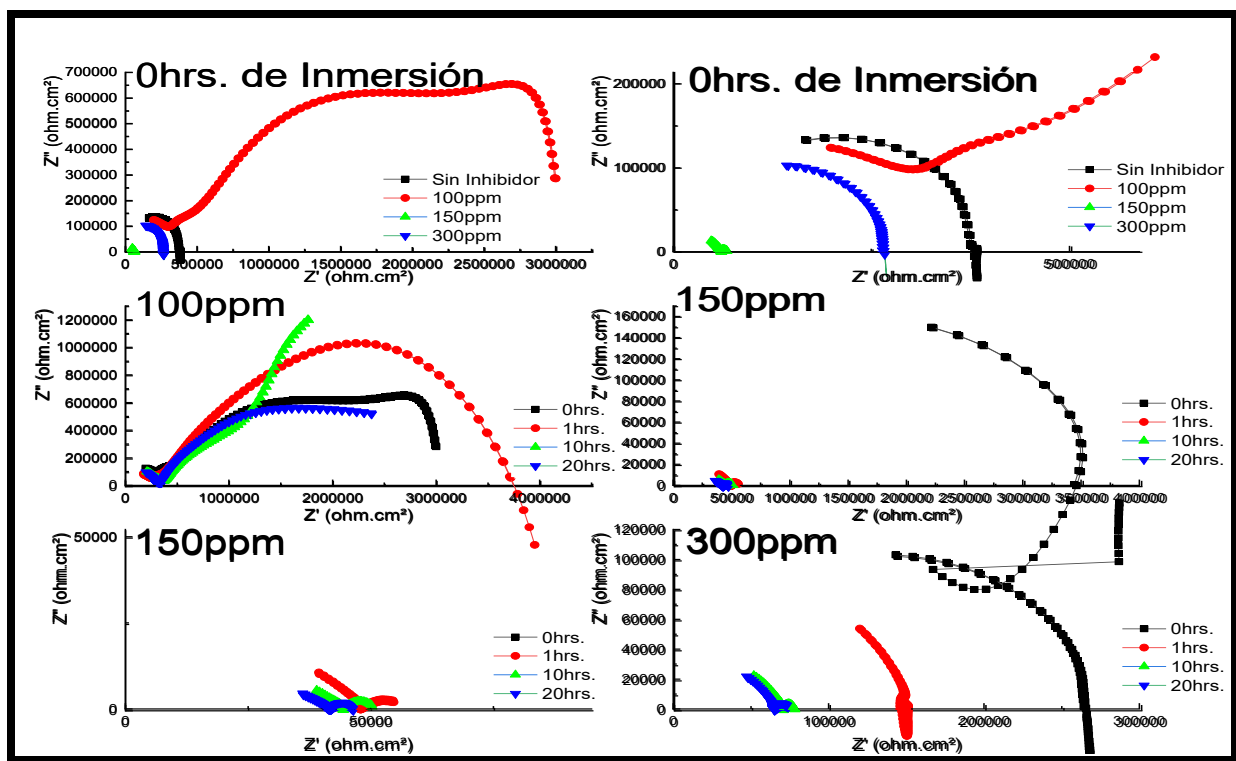 0hrs. de Inmersión
Z'' (ohm.cm²)
700000
600000
500000
400000
300000
200000
100000
0
Sin Inhibidor
100ppm
150ppm
300ppm
0
500000
1000000
1500000
2000000
2500000
3000000
Z' (ohm.cm²)
0hrs. de Inmersión
Z'' (ohm.cm²)
200000
100000
0
Sin Inhibidor
100ppm
150ppm
300ppm
0
500000
Z' (ohm.cm²)
100ppm
Z'' (ohm.cm²)
1200000
1000000
800000
600000
400000
200000
0
0hrs.
1hrs.
10hrs.
20hrs.
0
1000000
2000000
3000000
4000000
Z' (ohm.cm²)
150ppm
Z'' (ohm.cm²)
160000
140000
120000
100000
80000
60000
40000
20000
0
0hrs.
1hrs.
10hrs.
20hrs.
0
50000
100000
150000
200000
250000
300000
350000
400000
Z' (ohm.cm²)
150ppm
Z'' (ohm.cm²)
50000
0
0hrs.
1hrs.
10hrs.
20hrs.
0
50000
Z' (ohm.cm²)
300ppm
Z'' (ohm.cm²)
120000
100000
80000
60000
40000
20000
0
0hrs.
1hrs.
10hrs.
20hrs.
0
100000
200000
300000
Z' (ohm.cm²)